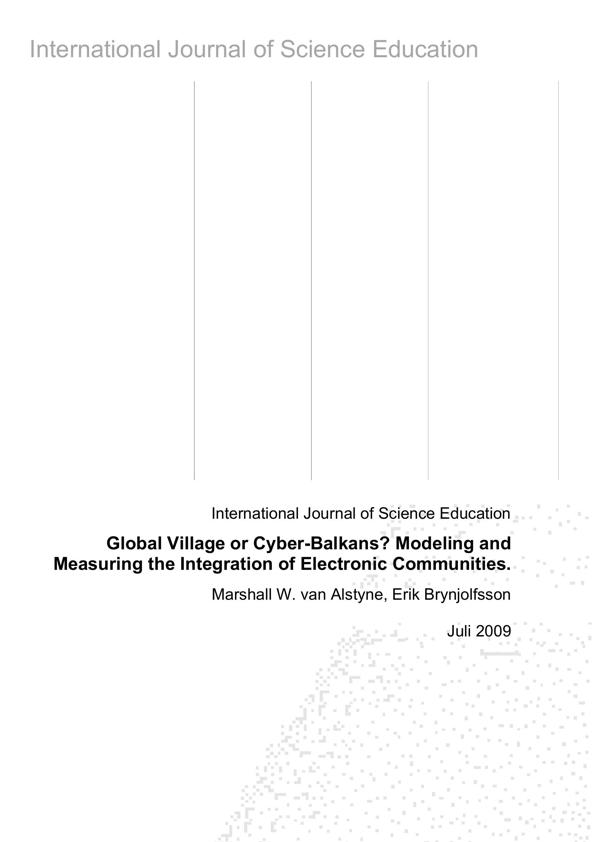 International Journal of Science Education
International Journal of Science Education
Global Village or Cyber-Balkans? Modeling and
Measuring the Integration of Electronic Communities.
Marshall W. van Alstyne, Erik Brynjolfsson
Juli 2009